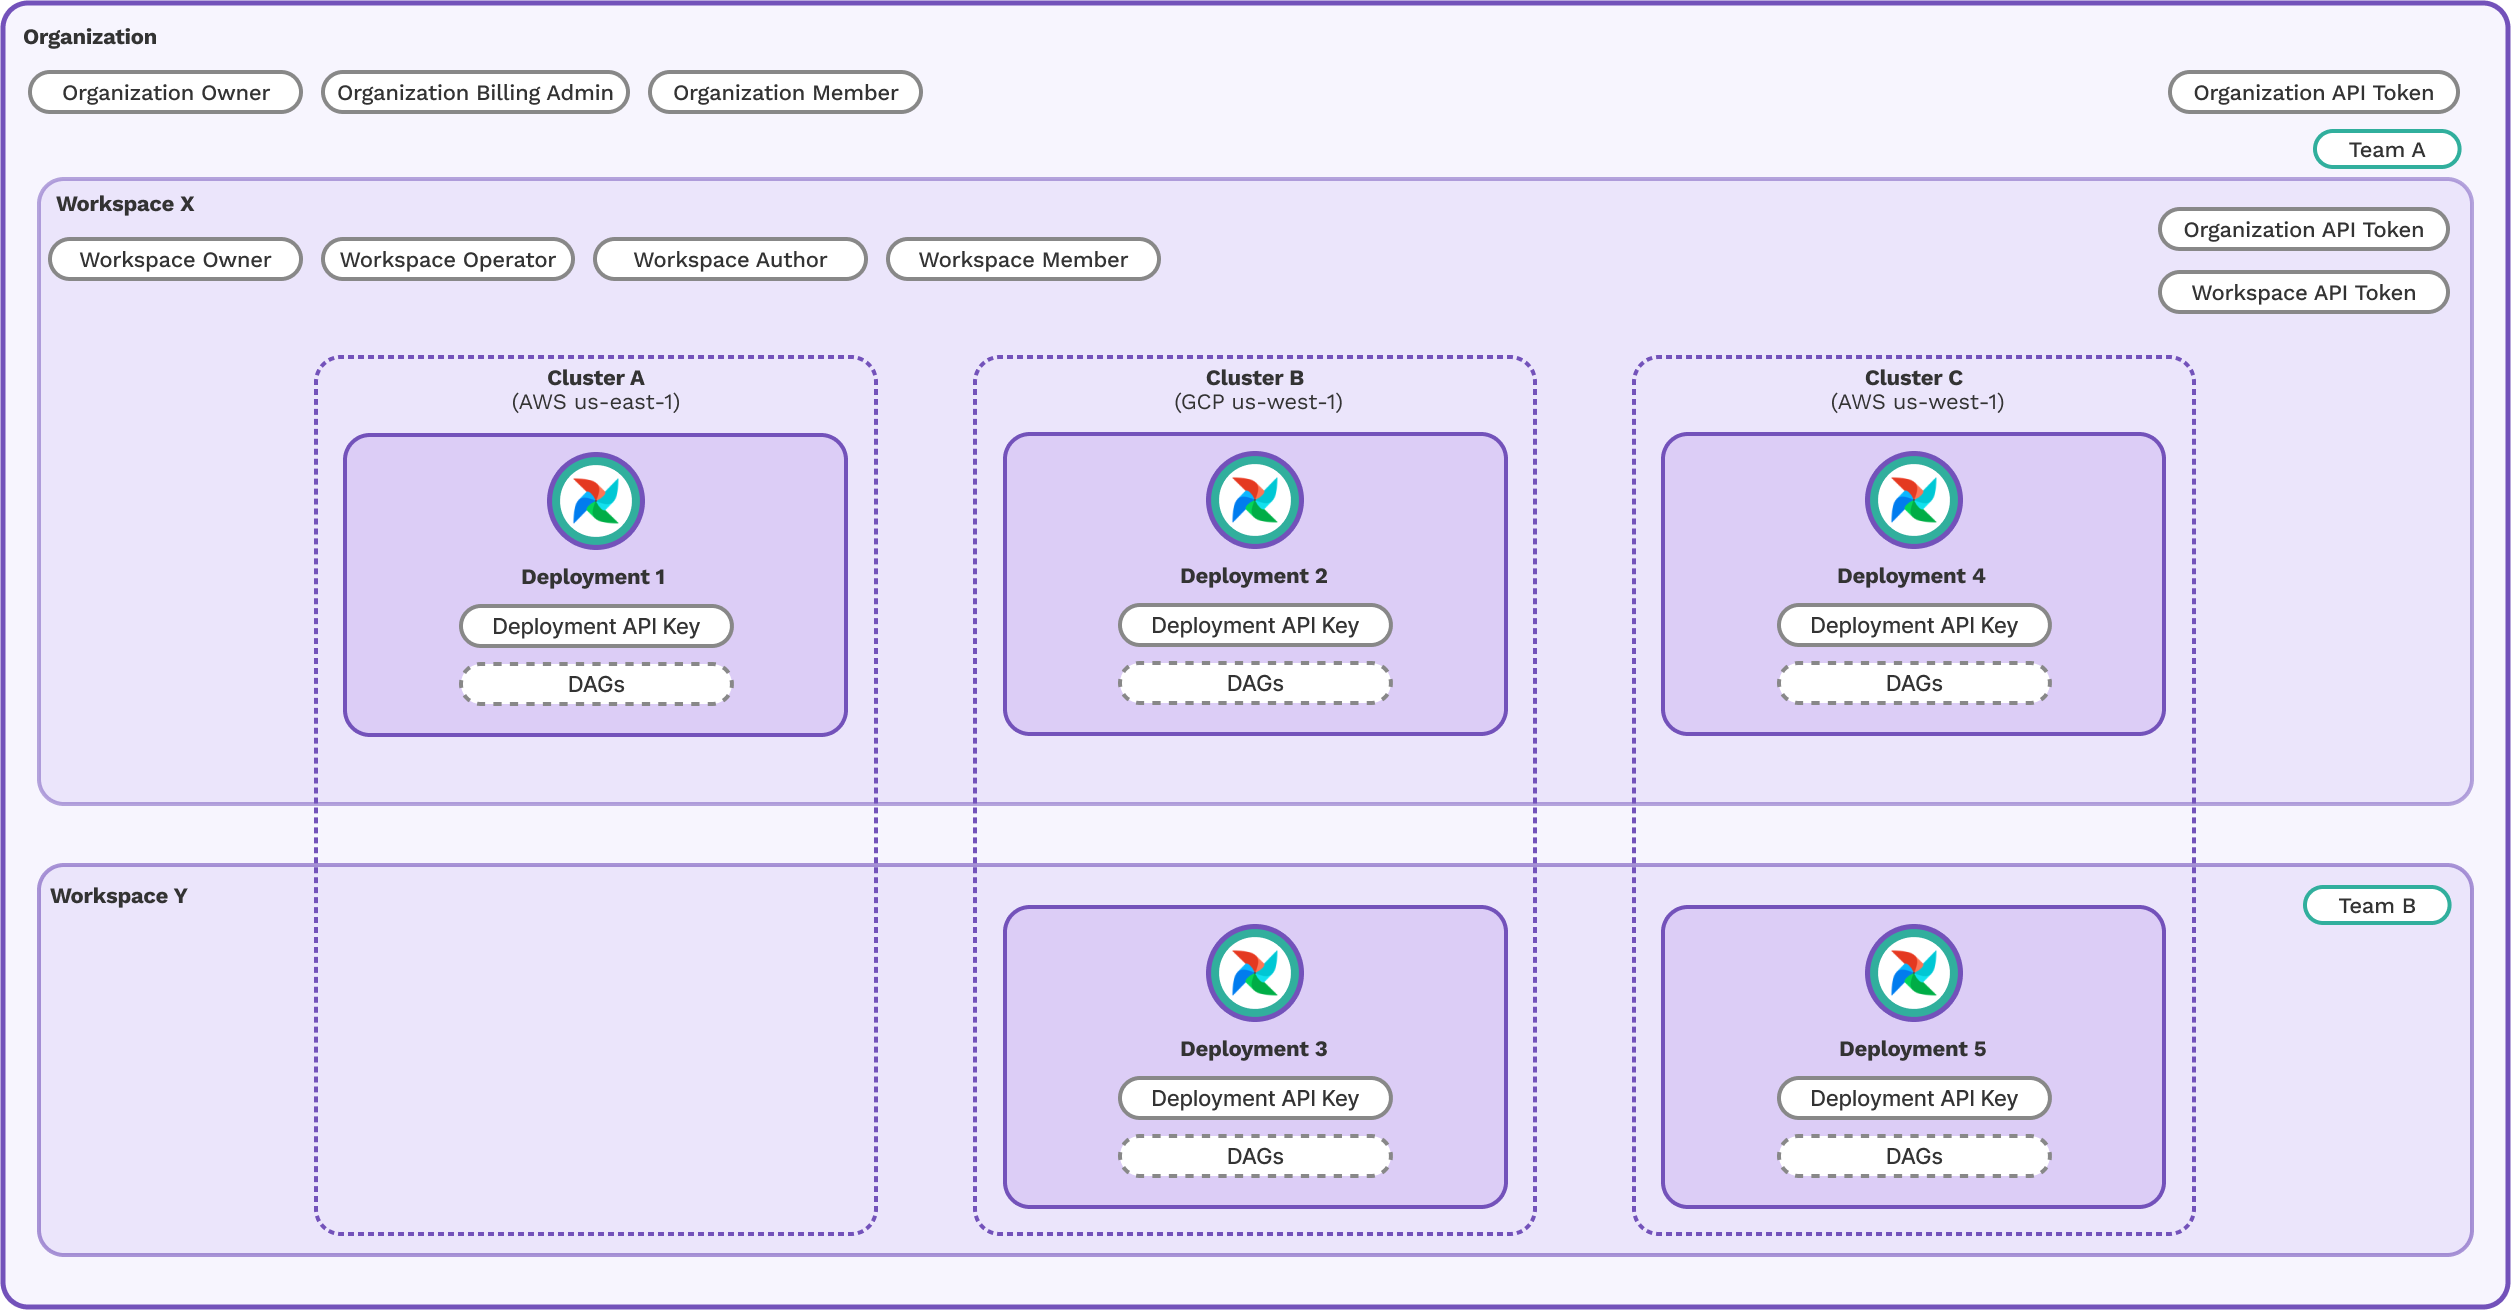 Organization
Organization Owner
Organization Billing Admin
Organization Member
Organization API Token
Team A
Workspace X
Organization API Token
Workspace Owner
Workspace Operator
Workspace Author
Workspace Member
Workspace API Token
Cluster A
(AWS us-east-1)
Cluster B
(GCP us-west-1)
Cluster C
(AWS us-west-1)
Deployment 1
Deployment API Key
DAGs
Deployment 2
Deployment API Key
DAGs
Deployment 4
Deployment API Key
DAGs
Workspace Y
Team B
Deployment 3
Deployment API Key
DAGs
Deployment 5
Deployment API Key
DAGs